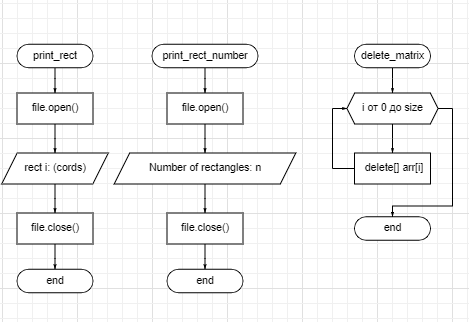 print_rect
file.open()
rect i: (cords)
file.close()
end
print_rect_number
file.open()
Number of rectangles: n
file.close()
end
delete_matrix
i от 0 до size
delete[] arr[i]
end